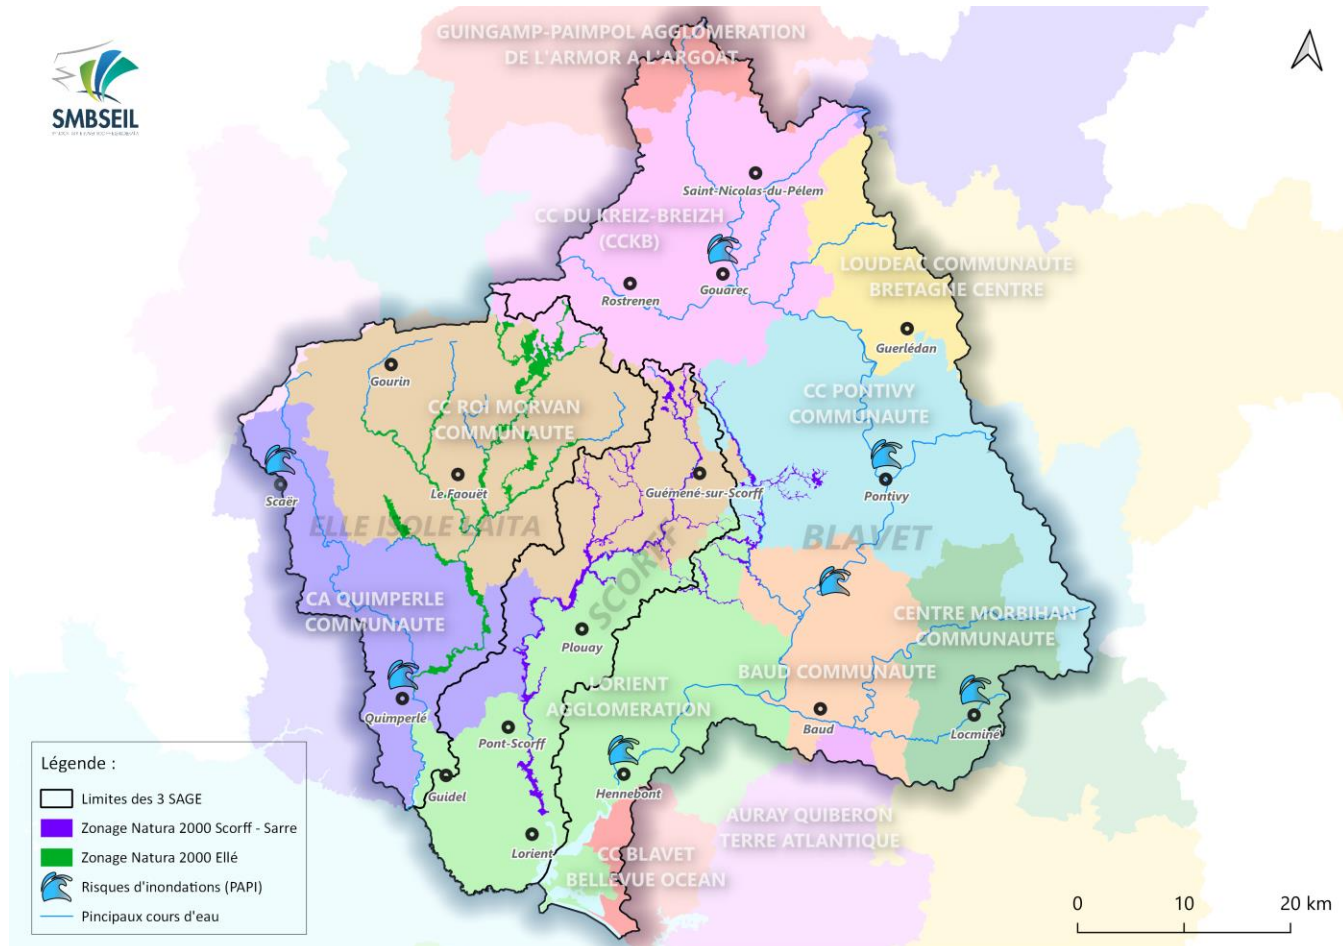 GUINGAMP-PAIMPOL AGGLOMERATION
DE L'ARMOR A L'ARGOAT
SMBSEIL
Saint-Nicolas-du-Pélem
CC DU KREIZ-BREIZH
(CCKB)
LOUDEAC COMMUNAUTE
BRETAGNE CENTRE
Gouarec
Rostrenen
Guerlédan
Gourin
CC ROI MORVAN
COMMUNAUTE
CC PONTIVY
COMMUNAUTE
Scaër
Le Faouët
Guémené-sur-Scorff
Pontivy
ELLE ISOLE LAITA
SCORFF
BLAVET
CA QUIMPERLE
COMMUNAUTE
CENTRE MORBIHAN
COMMUNAUTE
Plouay
BAUD COMMUNAUTE
LORIENT
AGGLOMERATION
Quimperlé
Pont-Scorff
Baud
Locminé
Guidel
Hennebont
Lorient
AURAY QUIBERON
TERRE ATLANTIQUE
CC BLAVET
BELLEVUE OCEAN
Légende :
Limites des 3 SAGE
Zonage Natura 2000 Scorff - Sarre
Zonage Natura 2000 Ellé
Risques d'inondations (PAPI)
Pincipaux cours d'eau
0 10 20 km